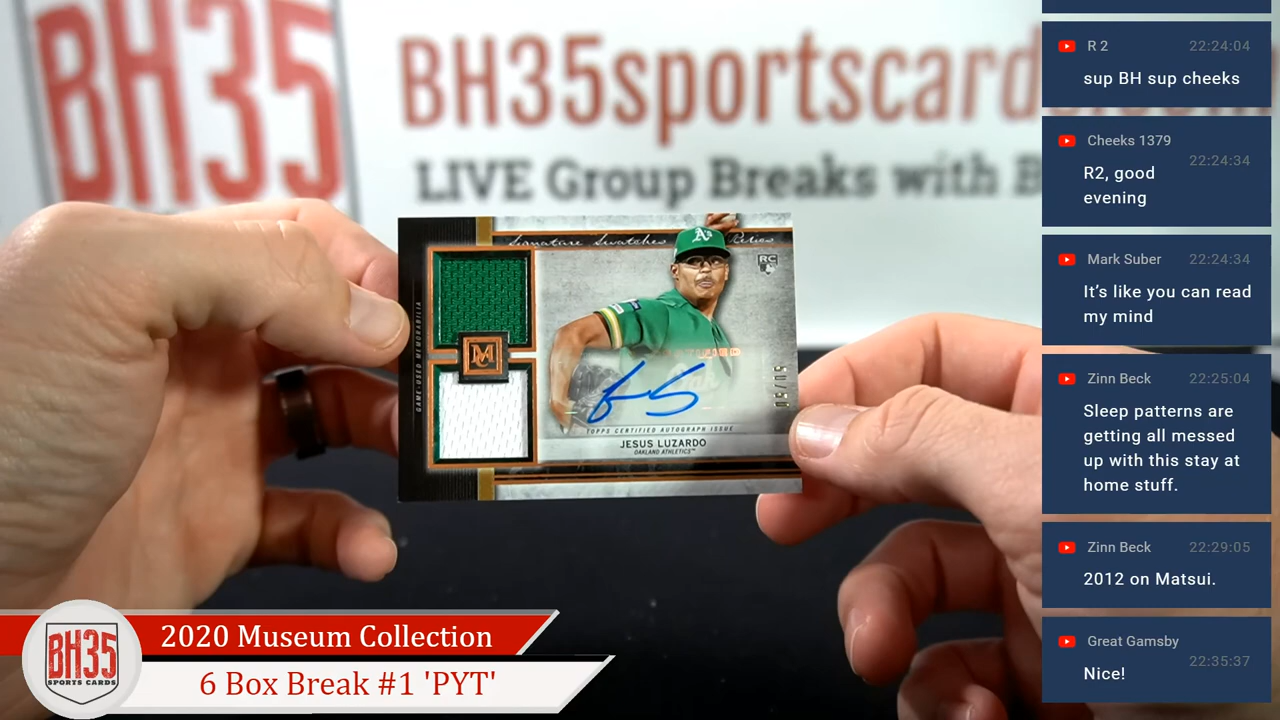 BH35
BH35sportscard
LIVE Group Breaks with B
Signature Swatches Relics
A's
RC
GAME-USED MEMORABILIA
MC
TOPPS CERTIFIED AUTOGRAPH ISSUE
JESUS LUZARDO
OAKLAND ATHLETICS™
R 2 22:24:04
sup BH sup cheeks
Cheeks 1379 22:24:34
R2, good
evening
Mark Suber 22:24:34
It's like you can read
my mind
Zinn Beck 22:25:04
Sleep patterns are
getting all messed
up with this stay at
home stuff.
Zinn Beck 22:29:05
2012 on Matsui.
Great Gamsby 22:35:37
Nice!
BH35
SPORTS CARDS
2020 Museum Collection
6 Box Break #1 'PYT'